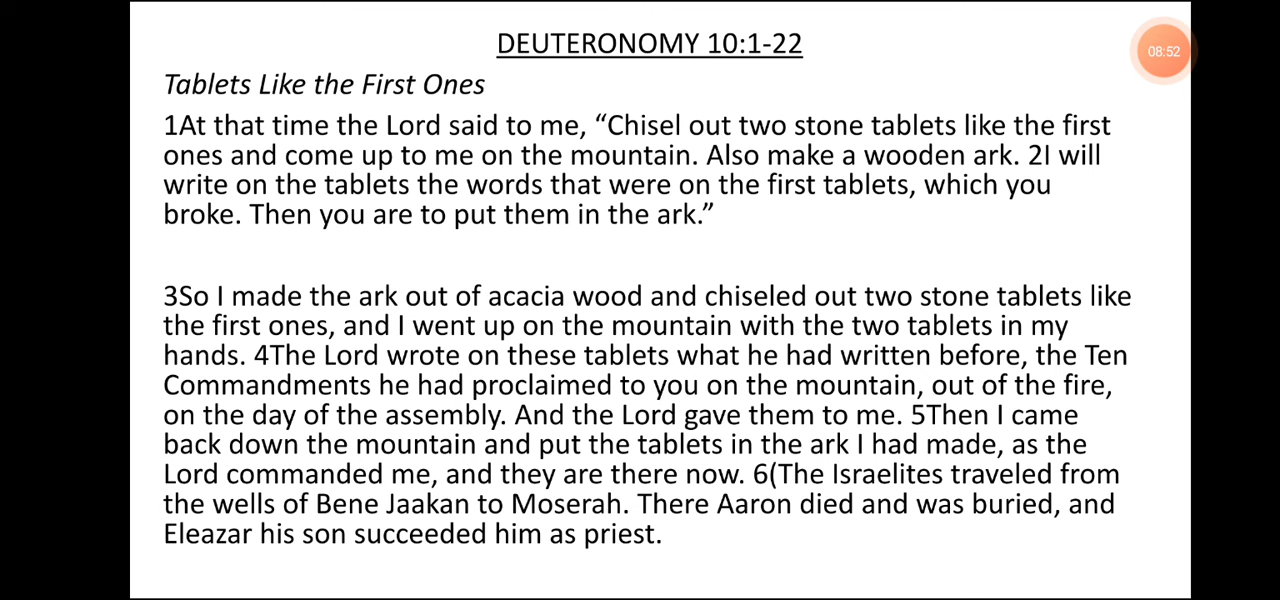 DEUTERONOMY 10:1-22
08:52
Tablets Like the First Ones
1At that time the Lord said to me, “Chisel out two stone tablets like the first
ones and come up to me on the mountain. Also make a wooden ark. 2I will
write on the tablets the words that were on the first tablets, which you
broke. Then you are to put them in the ark.”
3So I made the ark out of acacia wood and chiseled out two stone tablets like
the first ones, and I went up on the mountain with the two tablets in my
hands. 4The Lord wrote on these tablets what he had written before, the Ten
Commandments he had proclaimed to you on the mountain, out of the fire,
on the day of the assembly. And the Lord gave them to me. 5Then I came
back down the mountain and put the tablets in the ark I had made, as the
Lord commanded me, and they are there now. 6(The Israelites traveled from
the wells of Bene Jaakan to Moserah. There Aaron died and was buried, and
Eleazar his son succeeded him as priest.